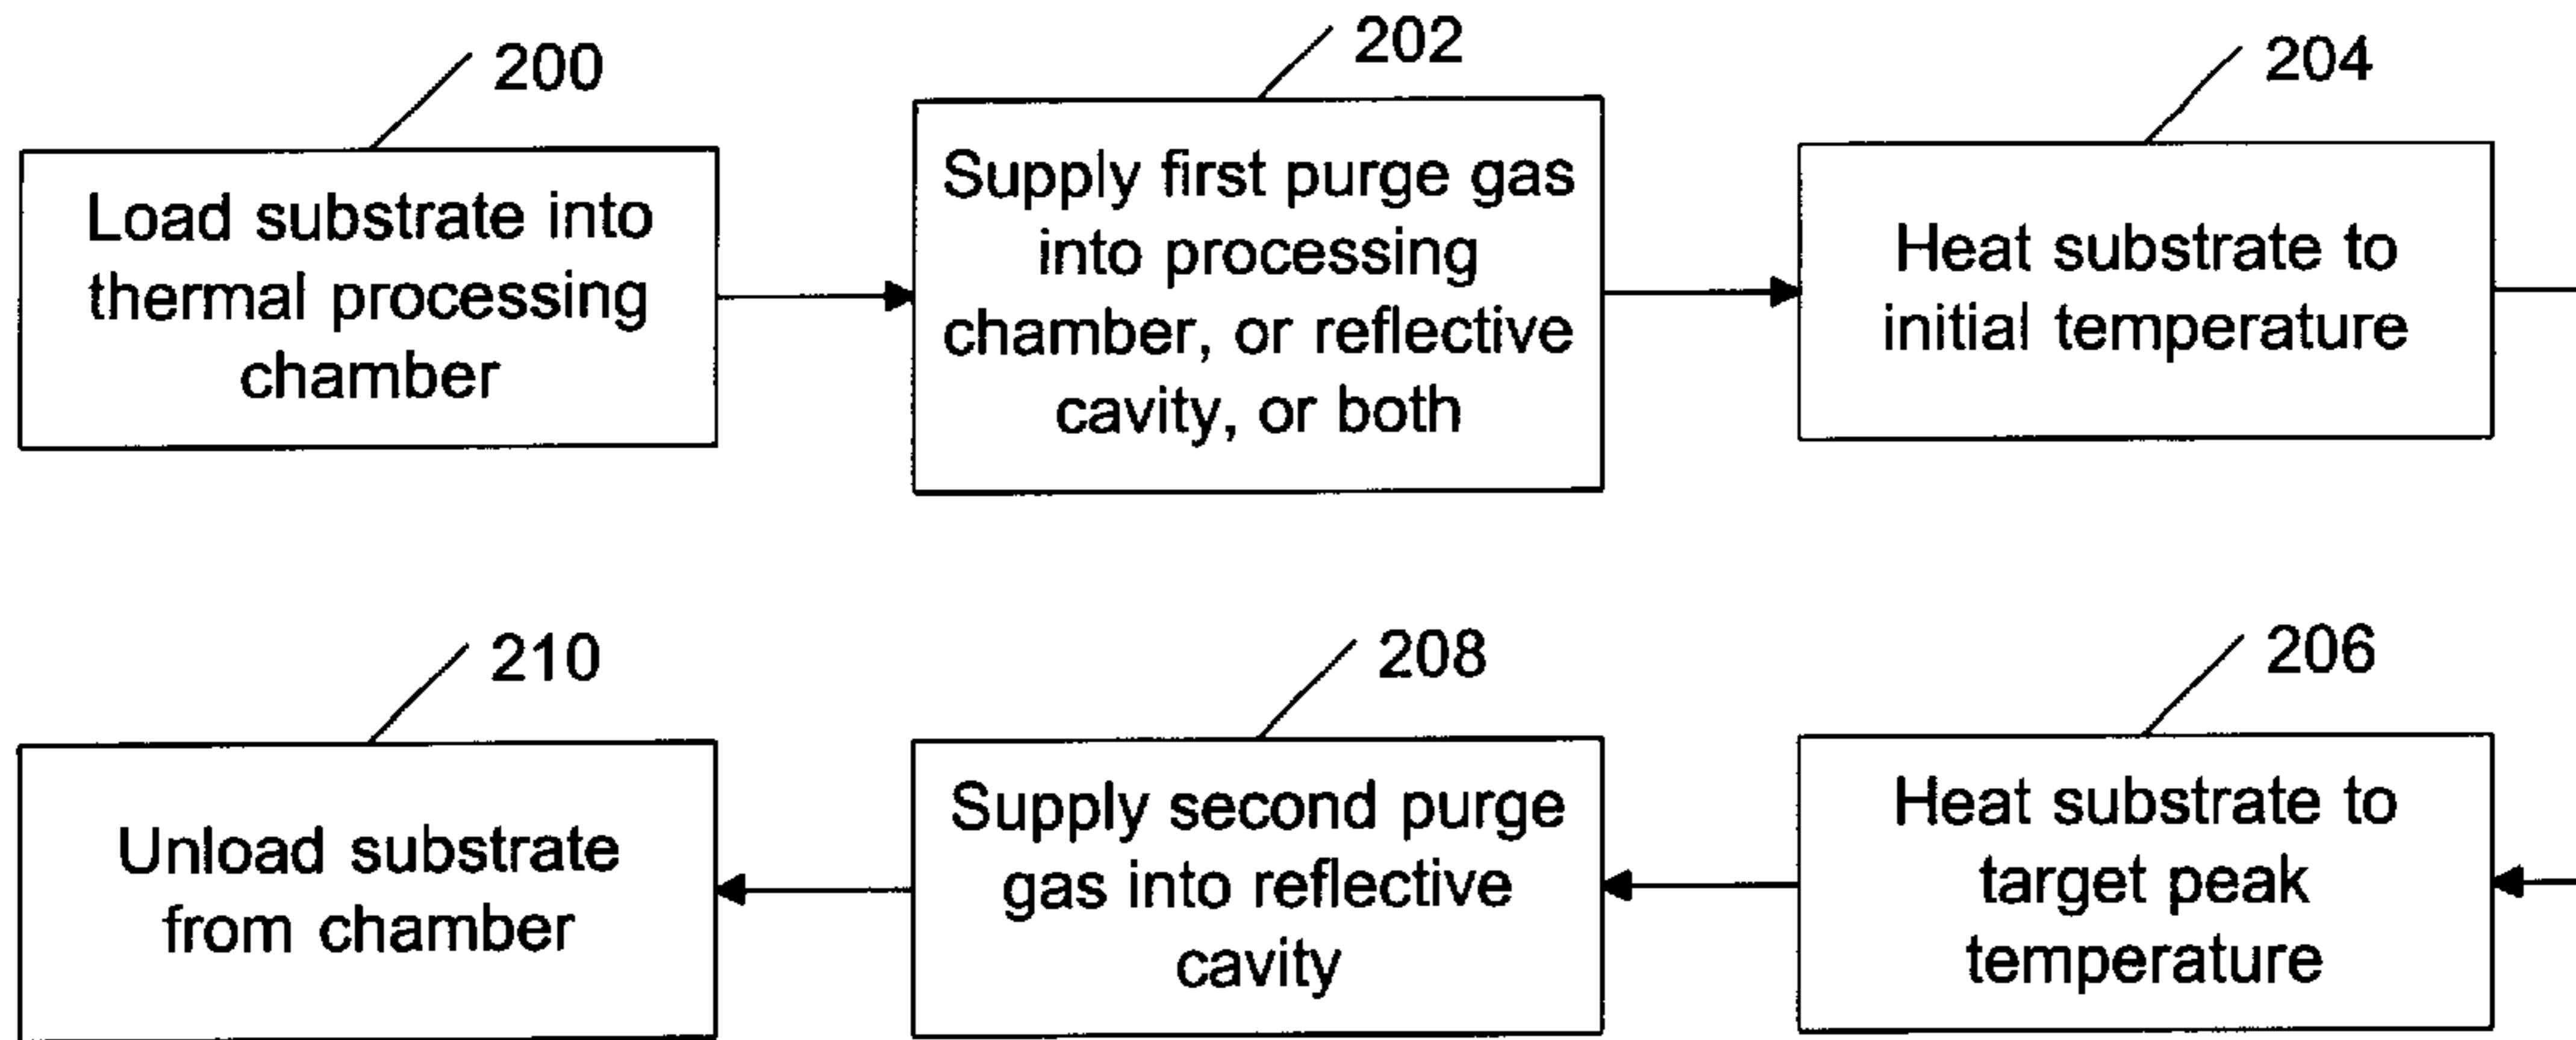 200
Load substrate into
thermal processing
chamber
202
Supply first purge gas
into processing
chamber, or reflective
cavity, or both
204
Heat substrate to
initial temperature
206
Heat substrate to
target peak
temperature
208
Supply second purge
gas into reflective
cavity
210
Unload substrate
from chamber